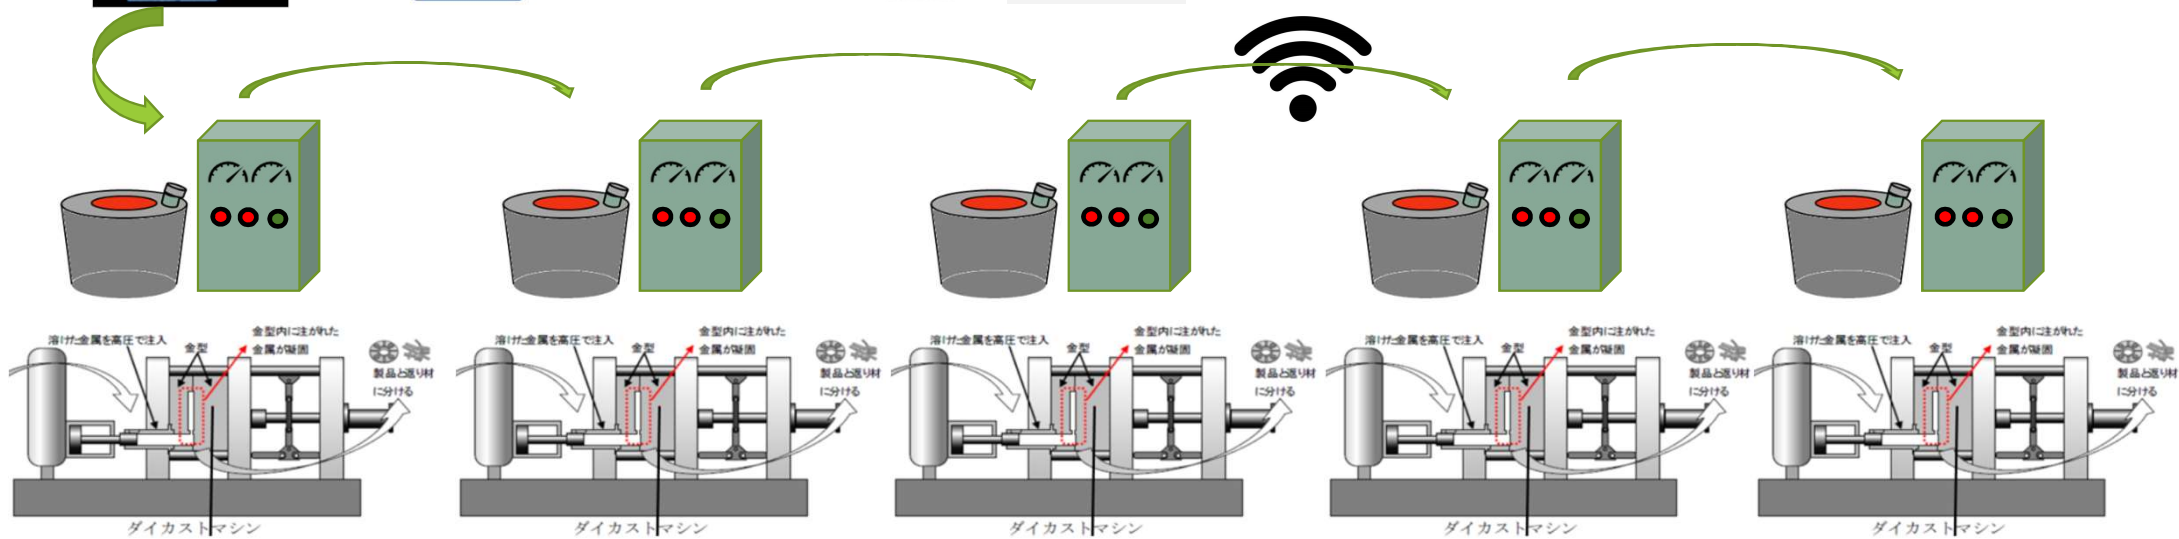 溶けた金属を高圧で注入
金型
金型内に注がれた
金属が凝固
製品と返り材
に分ける
ダイカストマシン
溶けた金属を高圧で注入
金型
金型内に注がれた
金属が凝固
製品と返り材
に分ける
ダイカストマシン
溶けた金属を高圧で注入
金型
金型内に注がれた
金属が凝固
製品と返り材
に分ける
ダイカストマシン
溶けた金属を高圧で注入
金型
金型内に注がれた
金属が凝固
製品と返り材
に分ける
ダイカストマシン
溶けた金属を高圧で注入
金型
金型内に注がれた
金属が凝固
製品と返り材
に分ける
ダイカストマシン